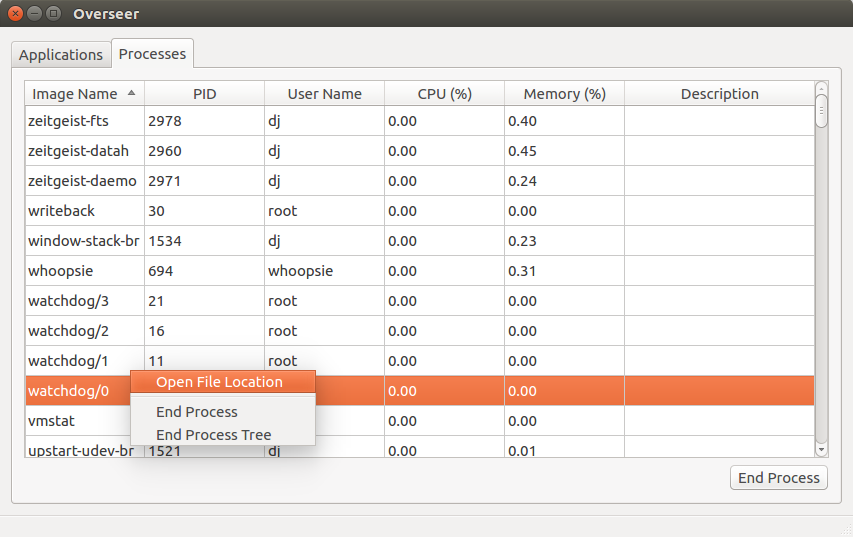 Overseer
Applications Processes
Image Name PID User Name CPU (%) Memory (%) Description
zeitgeist-fts 2978 dj 0.00 0.40
zeitgeist-datah 2960 dj 0.00 0.45
zeitgeist-daemo 2971 dj 0.00 0.24
writeback 30 root 0.00 0.00
window-stack-br 1534 dj 0.00 0.23
whoopsie 694 whoopsie 0.00 0.31
watchdog/3 21 root 0.00 0.00
watchdog/2 16 root 0.00 0.00
watchdog/1 11 root 0.00 0.00
Open File Location
watchdog/0 0.00 0.00
End Process
vmstat 0.00 0.00
End Process Tree
upstart-udev-br 1521 dj 0.00 0.01
End Process